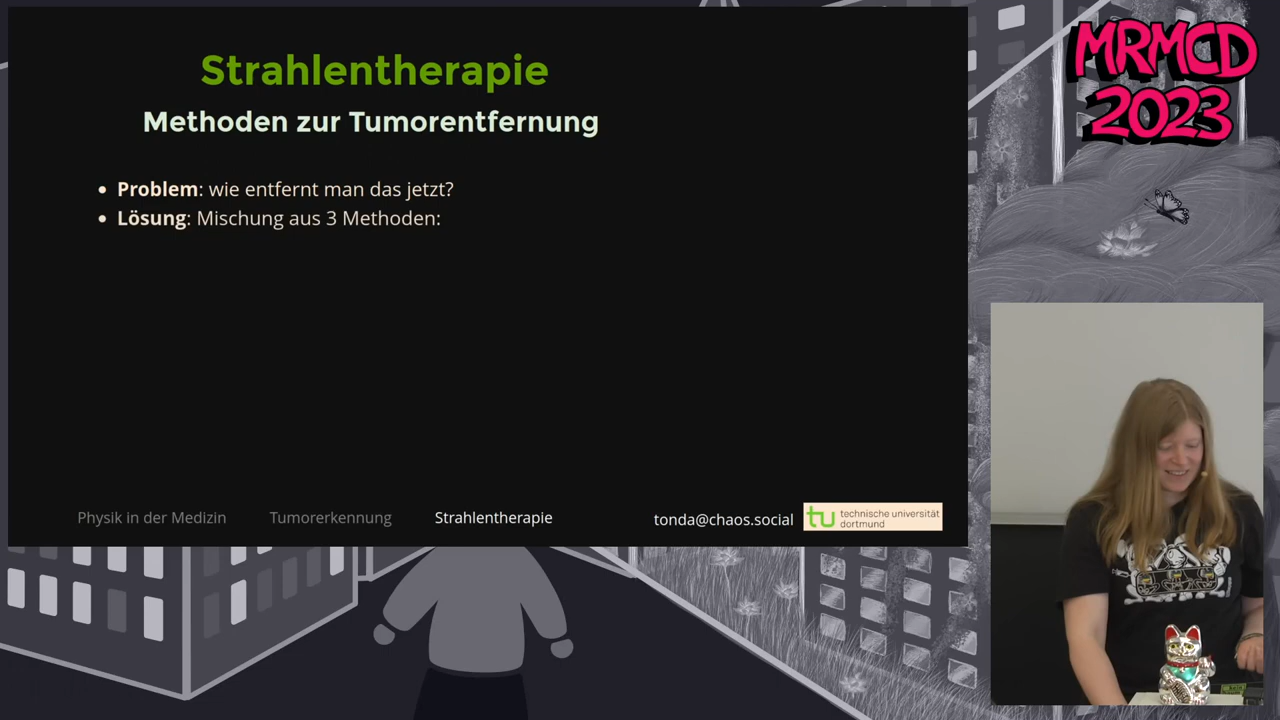 Strahlentherapie
Methoden zur Tumorentfernung
Problem: wie entfernt man das jetzt?
Lösung: Mischung aus 3 Methoden:
Physik in der Medizin
Tumorerkennung
Strahlentherapie
tonda@chaos.social
tu technische universität
dortmund
MRMCD
2023